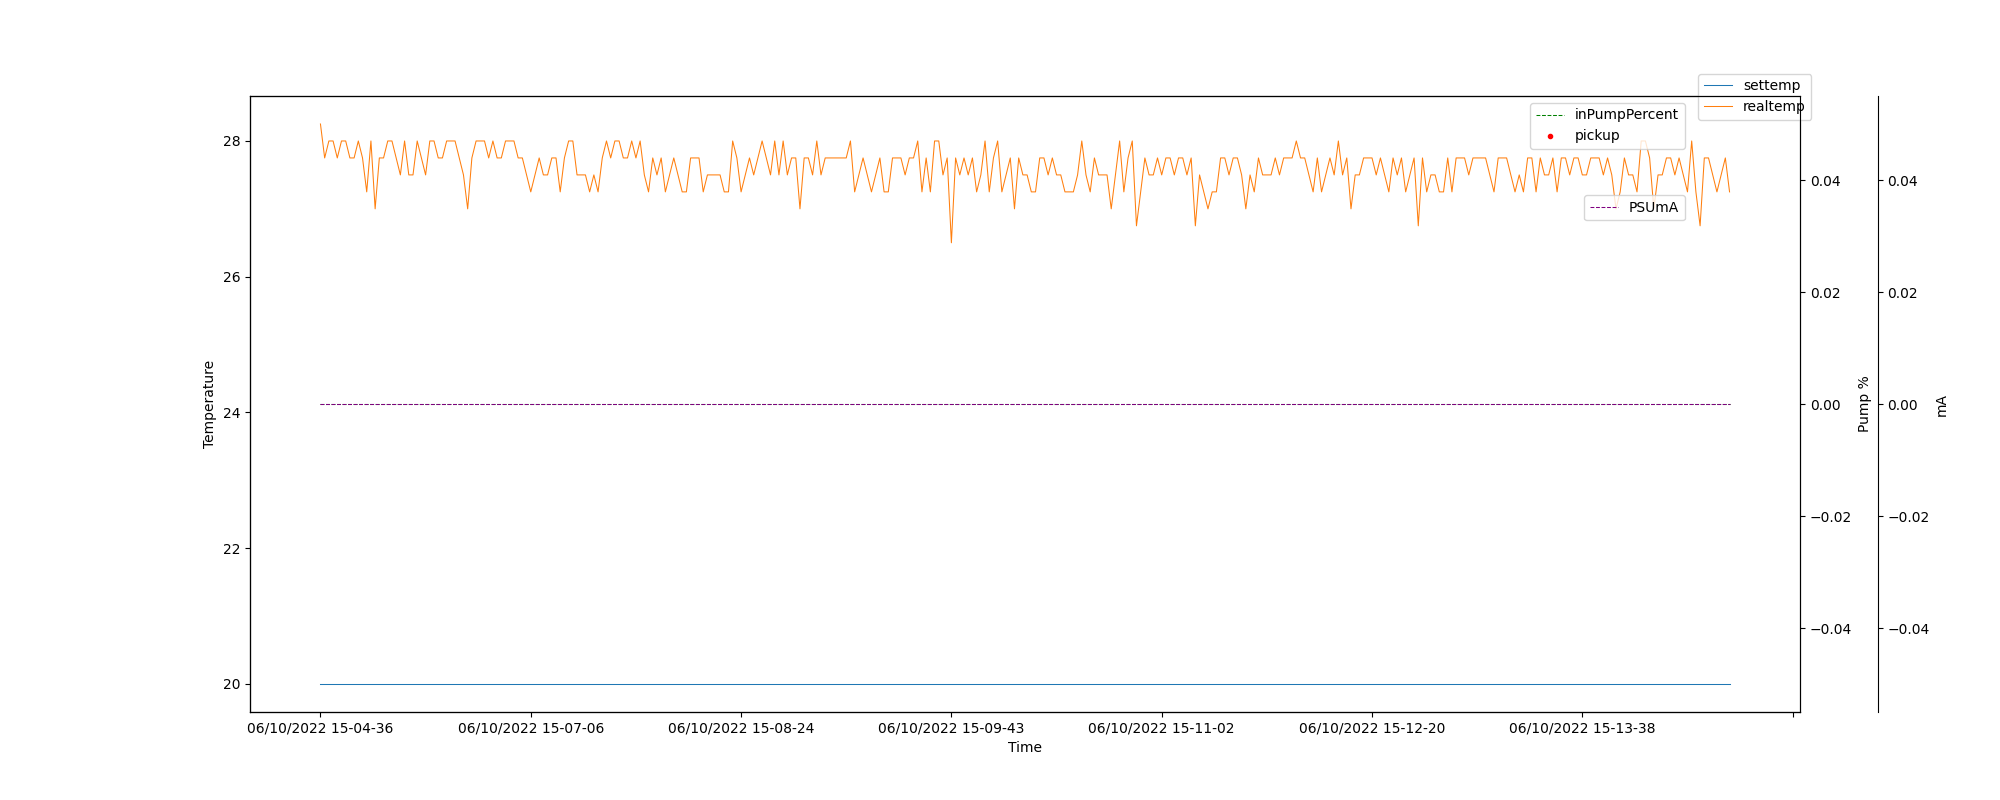 settemp
realtemp
inPumpPercent
pickup
PSUmA
28
26
24
22
20
Temperature
0.04
0.02
0.00
−0.02
−0.04
Pump %
0.04
0.02
0.00
−0.02
−0.04
mA
06/10/2022 15-04-36
06/10/2022 15-07-06
06/10/2022 15-08-24
06/10/2022 15-09-43
06/10/2022 15-11-02
06/10/2022 15-12-20
06/10/2022 15-13-38
Time